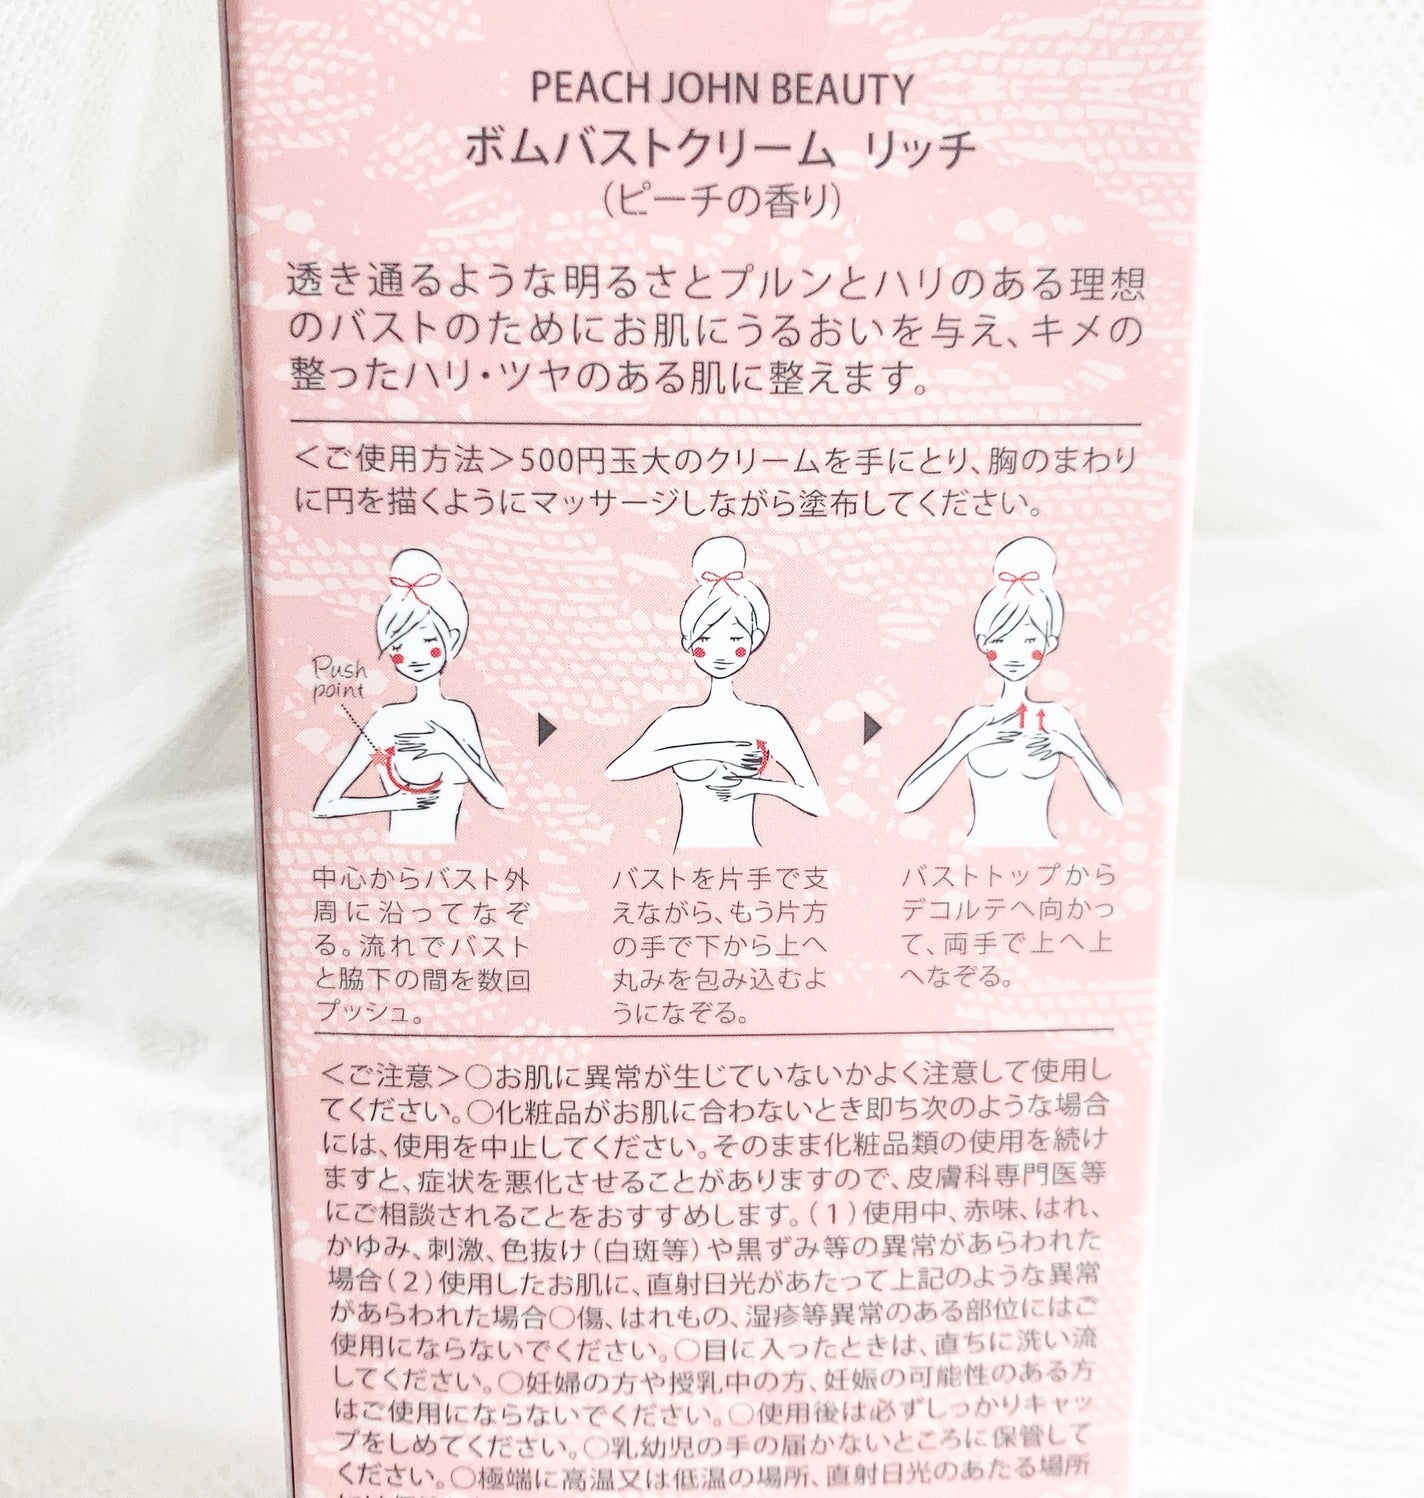 PEACH JOHN BEAUTY
ボムバストクリーム リッチ
(ピーチの香り)
透き通るような明るさとプルンとハリのある理想
のバストのためにお肌にうるおいを与え、キメの
整ったハリ・ツヤのある肌に整えます。
＜ご使用方法＞500円玉大のクリームを手にとり、胸のまわり
に円を描くようにマッサージしながら塗布してください。
Push
point
中心からバスト外
周に沿ってなぞ
る。流れでバスト
と脇下の間を数回
プッシュ。
バストを片手で支
えながら、もう片方
の手で下から上へ
丸みを包み込むよ
うになぞる。
バストトップから
デコルテへ向かっ
て、両手で上へ上
へなぞる。
＜ご注意＞○お肌に異常が生じていないかよく注意して使用し
てください。○化粧品がお肌に合わないとき即ち次のような場合
には、使用を中止してください。そのまま化粧品類の使用を続け
ますと、症状を悪化させることがありますので、皮膚科専門医等
にご相談されることをおすすめします。(1)使用中、赤味、はれ、
かゆみ、刺激、色抜け(白斑等)や黒ずみ等の異常があらわれた
場合(2)使用したお肌に、直射日光があたって上記のような異常
があらわれた場合○傷、はれもの、湿疹等異常のある部位にはご
使用にならないでください。○目に入ったときは、直ちに洗い流
してください。○妊婦の方や授乳中の方、妊娠の可能性のある方
はご使用にならないでください。○使用後は必ずしっかりキャッ
プをしめてください。○乳幼児の手の届かないところに保管して
ください。○極端に高温又は低温の場所、直射日光のあたる場所